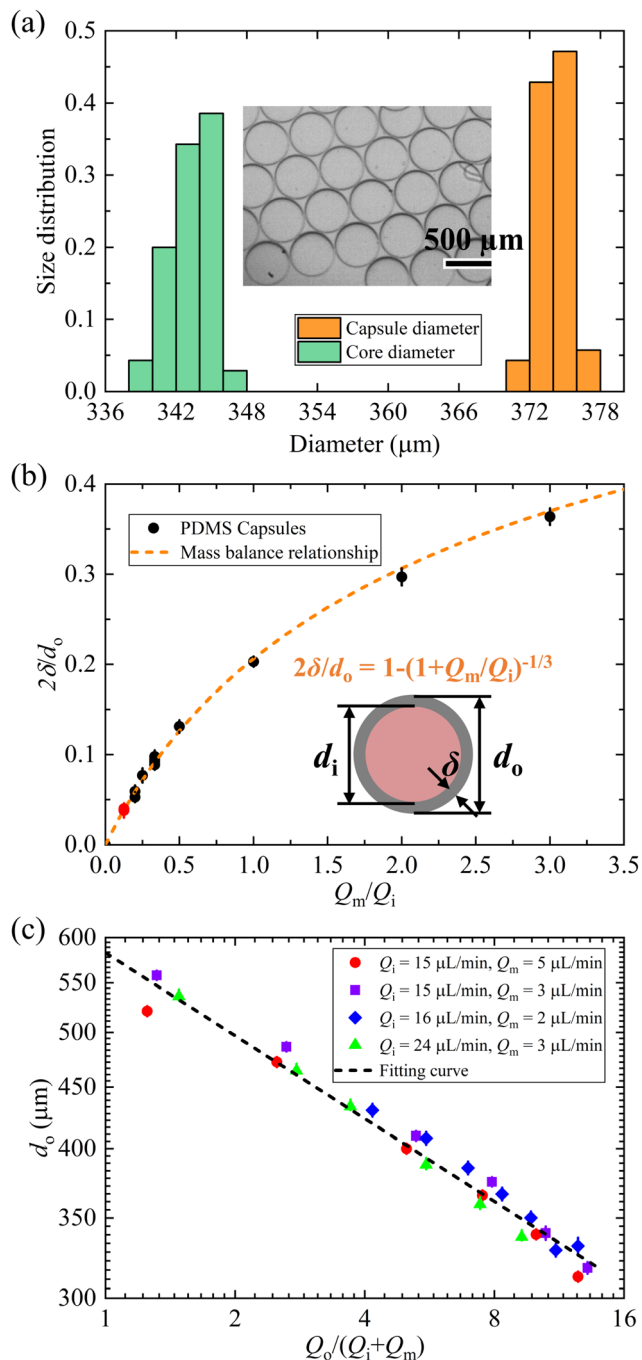 (a)
0.5
0.4
0.3
0.2
0.1
0.0
Size distribution
500 μm
Capsule diameter
Core diameter
336 342 348 354 360 366 372 378
Diameter (μm)
(b)
0.4
0.3
0.2
0.1
0.0
2δ/dₒ
PDMS Capsules
Mass balance relationship
2δ/dₒ = 1-(1+Qₘ/Qᵢ)⁻¹ᐟ³
dᵢ δ dₒ
0.0 0.5 1.0 1.5 2.0 2.5 3.0 3.5
Qₘ/Qᵢ
(c)
600
550
500
450
400
350
300
dₒ (μm)
Qᵢ = 15 μL/min, Qₘ = 5 μL/min
Qᵢ = 15 μL/min, Qₘ = 3 μL/min
Qᵢ = 16 μL/min, Qₘ = 2 μL/min
Qᵢ = 24 μL/min, Qₘ = 3 μL/min
Fitting curve
1 2 4 8 16
Qₒ/(Qᵢ+Qₘ)